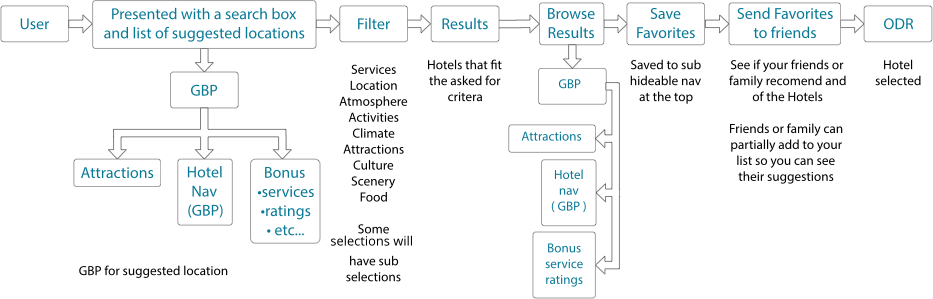 User
Presented with a search box
and list of suggested locations
Filter
Results
Browse
Results
Save
Favorites
Send Favorites
to friends
ODR
GBP
Attractions
Hotel
Nav
(GBP)
Bonus
•services
•ratings
• etc...
GBP for suggested location
Services
Location
Atmosphere
Activities
Climate
Attractions
Culture
Scenery
Food
Some
selections will
have sub
selections
Hotels that fit
the asked for
critera
GBP
Attractions
Hotel
nav
( GBP )
Bonus
service
ratings
Saved to sub
hideable nav
at the top
See if your friends or
family recomend and
of the Hotels
Friends or family can
partially add to your
list so you can see
their suggestions
Hotel
selected